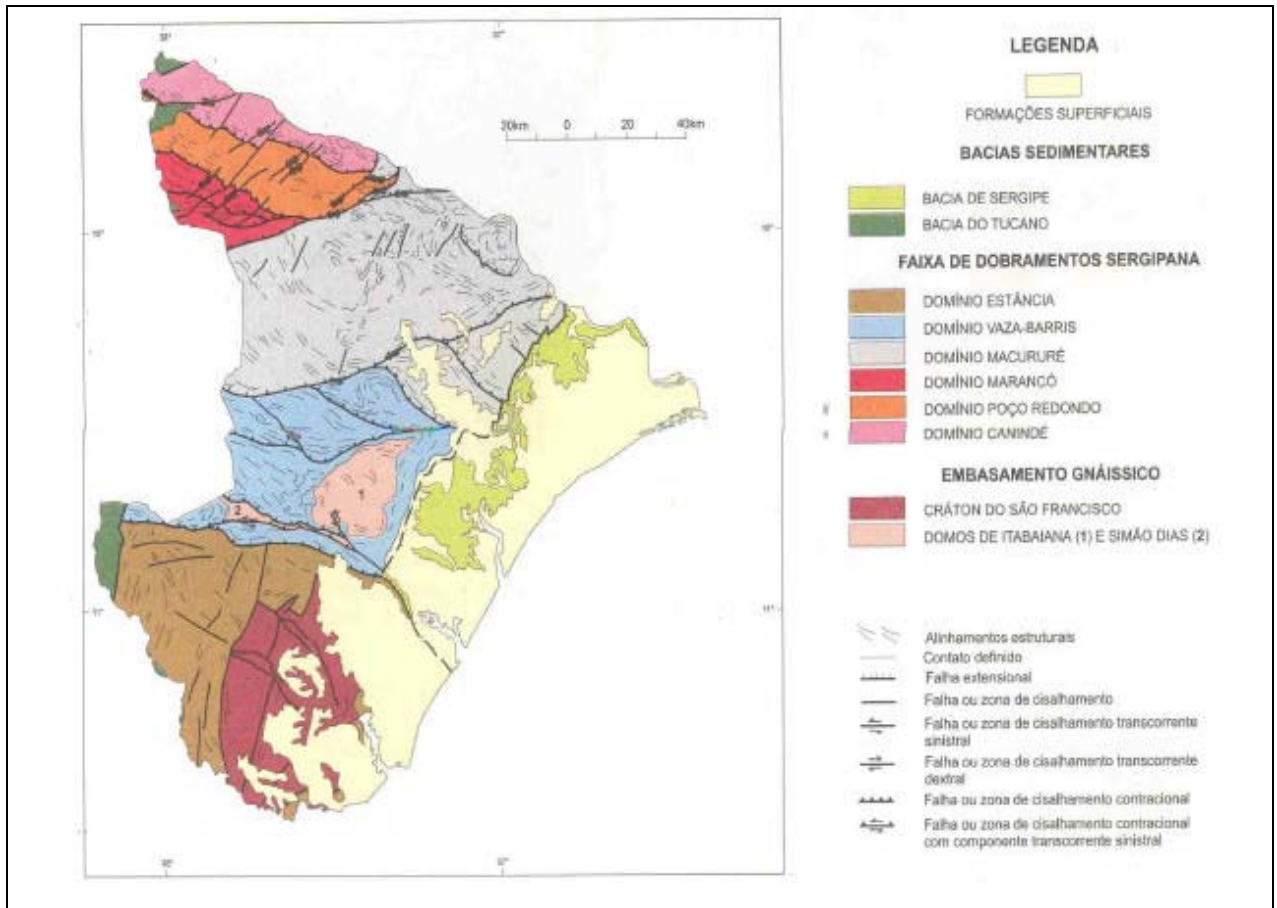 LEGENDA
FORMAÇÕES SUPERFICIAIS
BACIAS SEDIMENTARES
BACIA DE SERGIPE
BACIA DO TUCANO
FAIXA DE DOBRAMENTOS SERGIPANA
DOMÍNIO ESTÂNCIA
DOMÍNIO VAZA-BARRIS
DOMÍNIO MACURURÉ
DOMÍNIO MARANCÓ
DOMÍNIO POÇO REDONDO
DOMÍNIO CANINDÉ
EMBASAMENTO GNÁISSICO
CRÁTON DO SÃO FRANCISCO
DOMOS DE ITABAIANA (1) E SIMÃO DIAS (2)
Alinhamentos estruturais
Contato definido
Falha extensional
Falha ou zona de cisalhamento
Falha ou zona de cisalhamento transcorrente
sinistral
Falha ou zona de cisalhamento transcorrente
dextral
Falha ou zona de cisalhamento contracional
Falha ou zona de cisalhamento contracional
com componente transcorrente sinistral
20km 0 20 40km
1
2